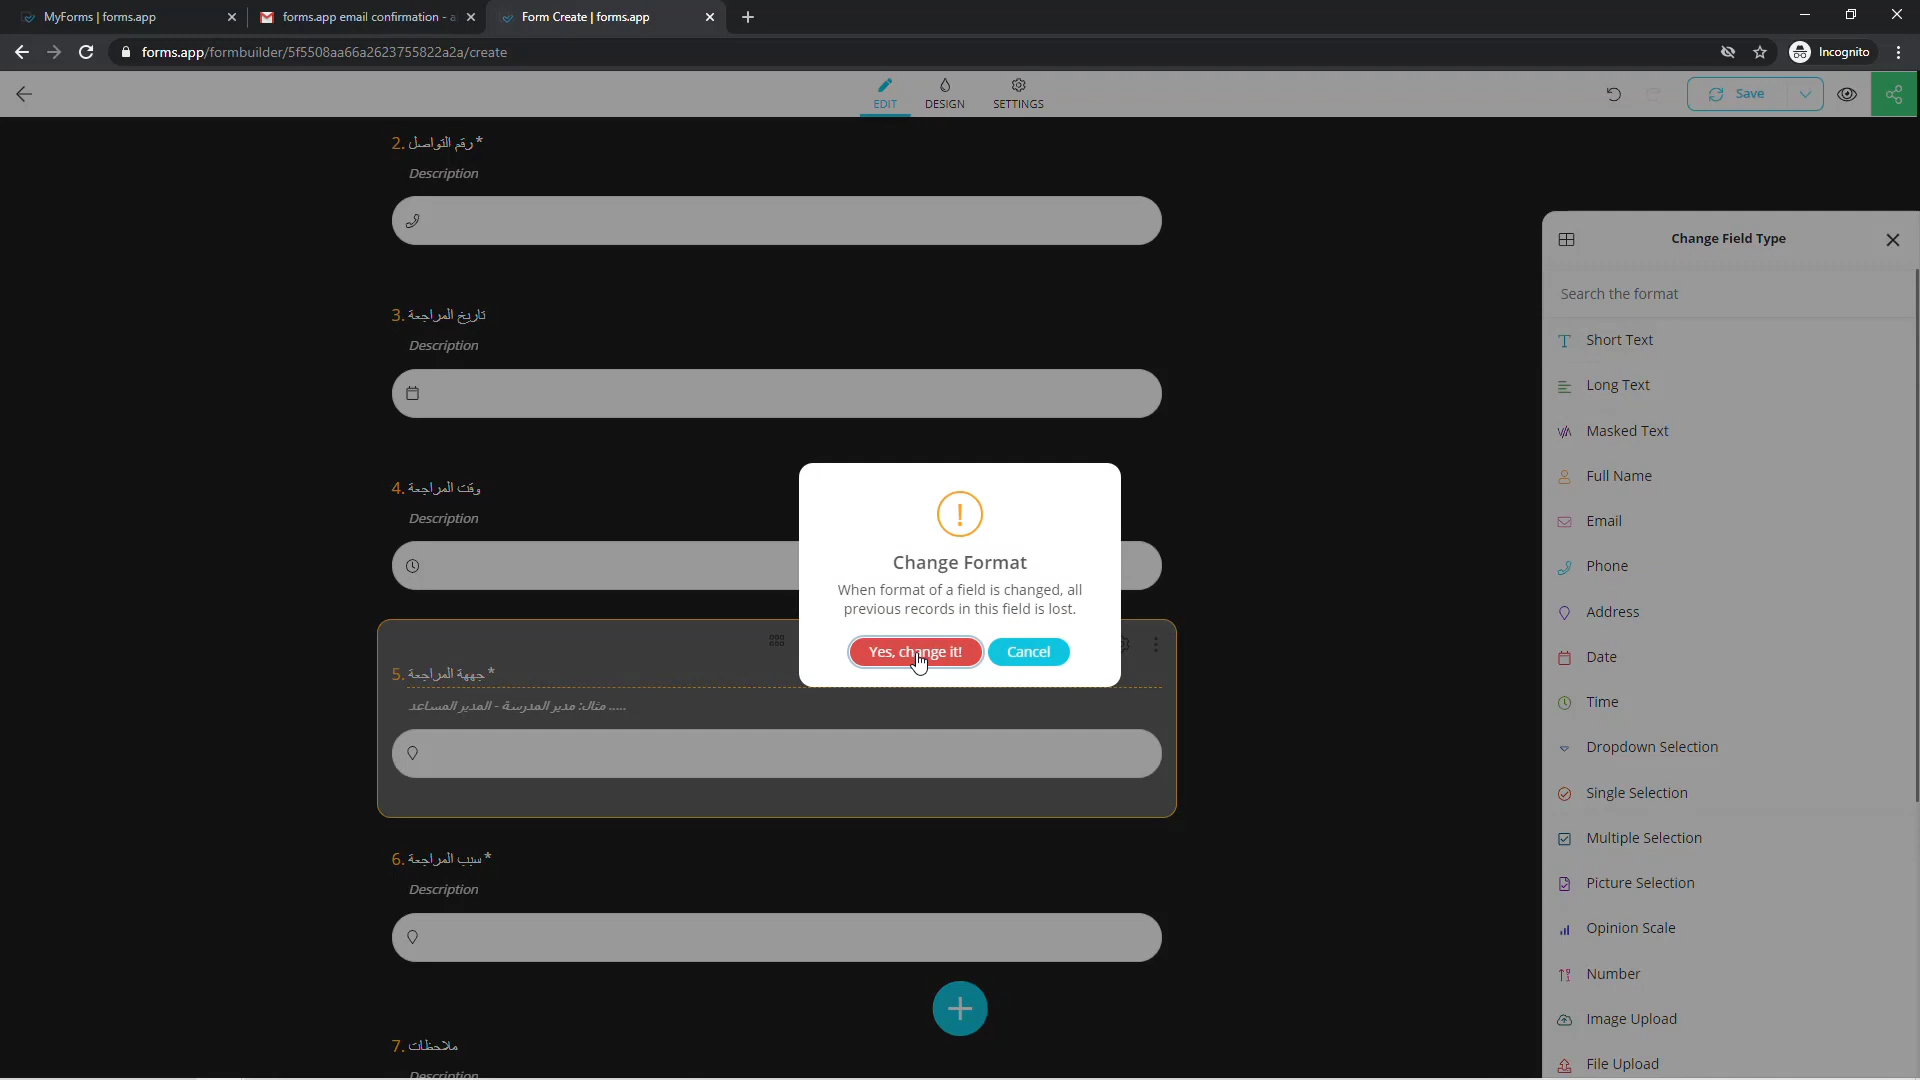 MyForms | forms.app
forms.app email confirmation - a
Form Create | forms.app
forms.app/formbuilder/5f5508aa66a2623755822a2a/create
Incognito
EDIT
DESIGN
SETTINGS
Save
2. رقم التواصل *
Description
3. تاريخ المراجعة
Description
4. وقت المراجعة
Description
5. جههة المراجعة *
مثال: مدير المدرسة - المدير المساعد .....
6. سبب المراجعة *
Description
7. ملاحظات
Description
Change Format
When format of a field is changed, all
previous records in this field is lost.
Yes, change it!
Cancel
Change Field Type
Search the format
Short Text
Long Text
Masked Text
Full Name
Email
Phone
Address
Date
Time
Dropdown Selection
Single Selection
Multiple Selection
Picture Selection
Opinion Scale
Number
Image Upload
File Upload